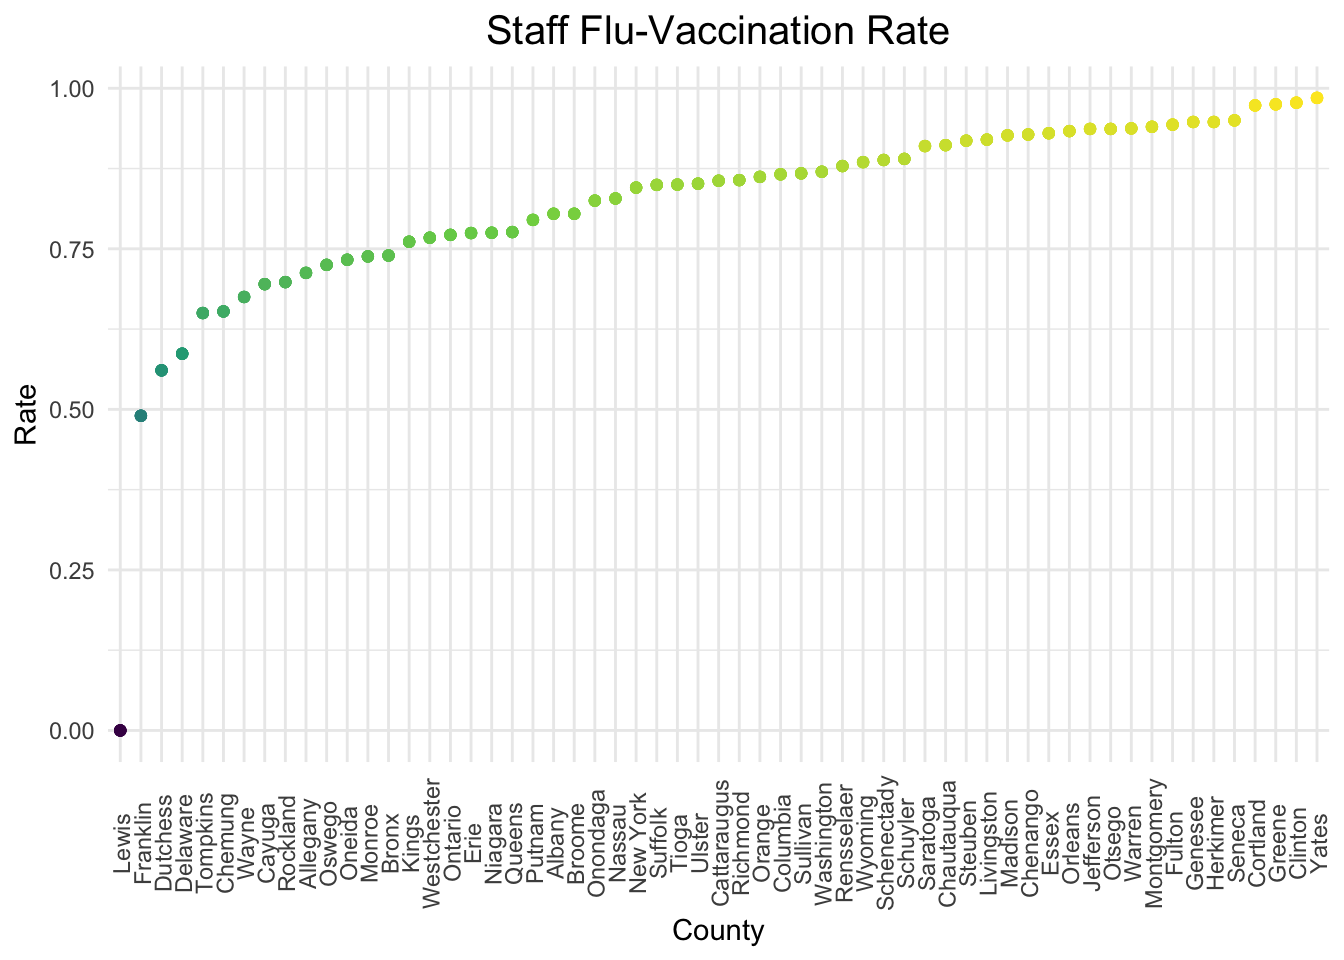 Staff Flu-Vaccination Rate
1.00
0.75
0.50
0.25
0.00
Rate
Lewis
Franklin
Dutchess
Delaware
Tompkins
Chemung
Wayne
Cayuga
Rockland
Allegany
Oswego
Oneida
Monroe
Bronx
Kings
Westchester
Ontario
Erie
Niagara
Queens
Putnam
Albany
Broome
Onondaga
Nassau
New York
Suffolk
Tioga
Ulster
Cattaraugus
Richmond
Orange
Columbia
Sullivan
Washington
Rensselaer
Wyoming
Schenectady
Schuyler
Saratoga
Chautauqua
Steuben
Livingston
Madison
Chenango
Essex
Orleans
Jefferson
Otsego
Warren
Montgomery
Fulton
Genesee
Herkimer
Seneca
Cortland
Greene
Clinton
Yates
County